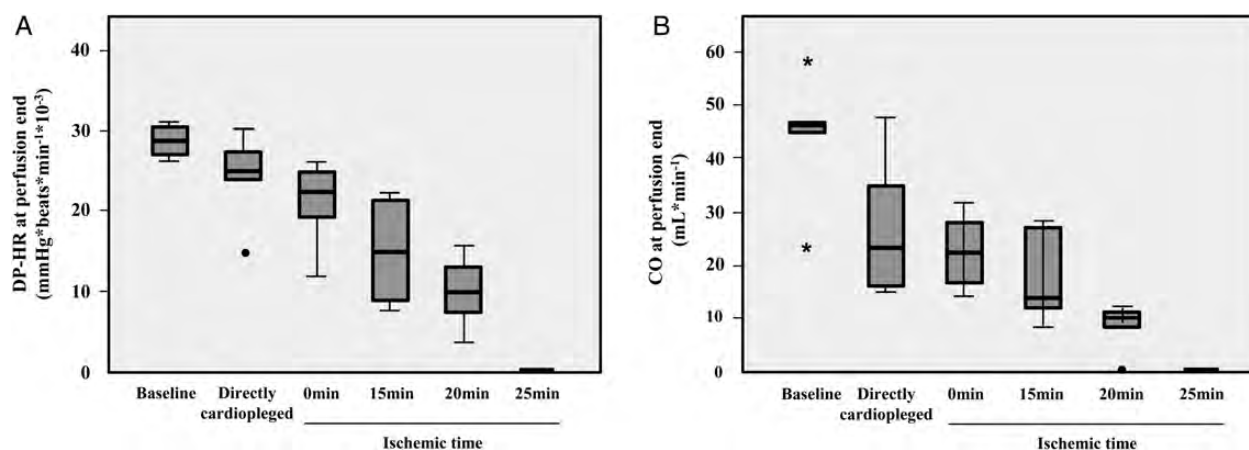 A
DP-HR at perfusion end
(mmHg*beats*min⁻¹*10⁻³)
40
30
20
10
0
Baseline Directly cardiopleged 0min 15min 20min 25min
Ischemic time
B
CO at perfusion end
(mL*min⁻¹)
60
50
40
30
20
10
0
Baseline Directly cardiopleged 0min 15min 20min 25min
Ischemic time